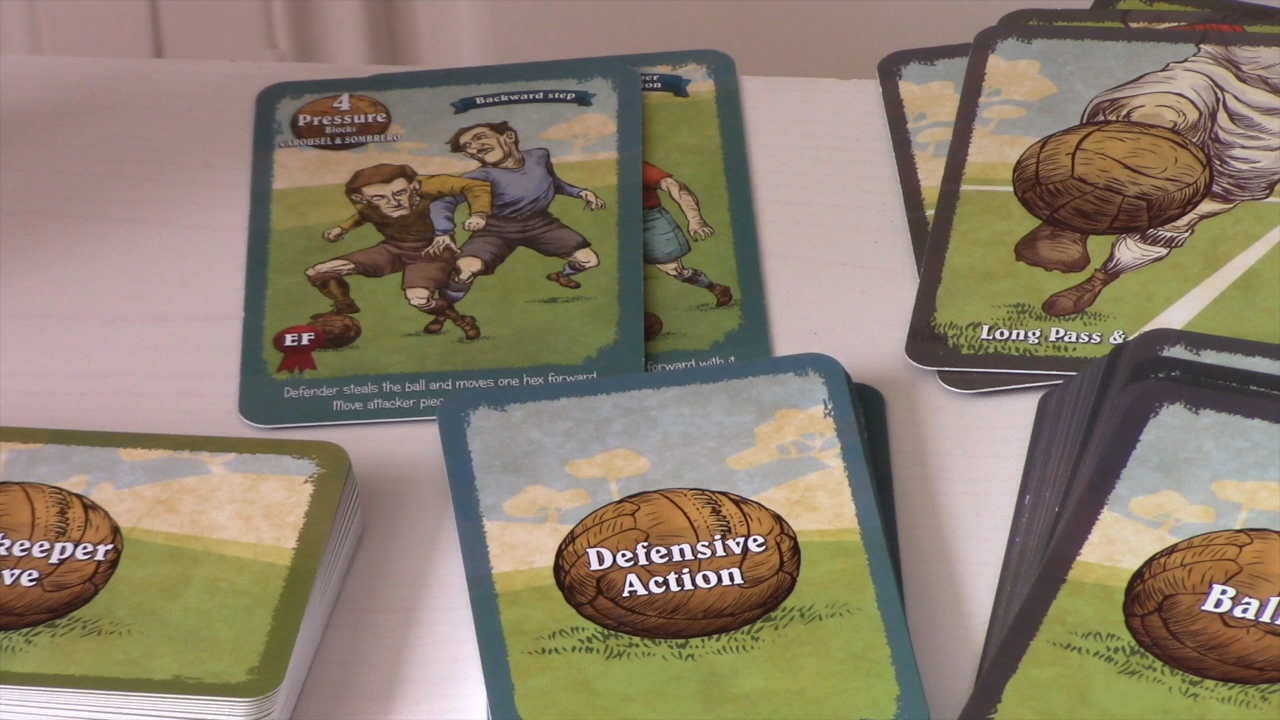 4
Pressure
Blocks
CAROUSEL & SOMBRERO
Backward step
EF
Defender steals the ball and moves one hex forward
Move attacker
forward with it
Long Pass &
keeper
ve
Defensive
Action
Bal